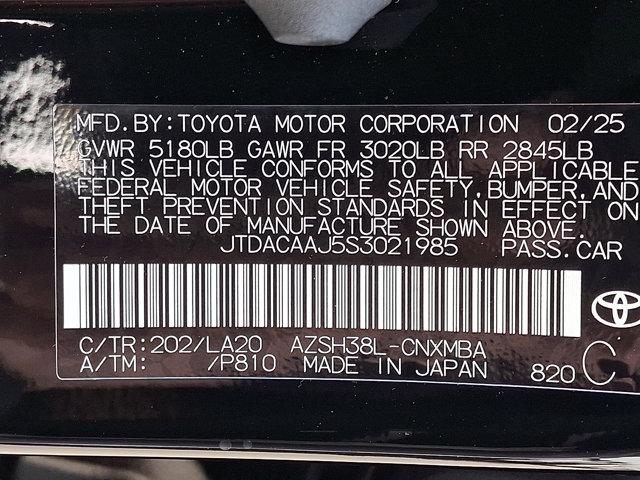 MFD. BY: TOYOTA MOTOR CORPORATION 02/25
GVWR 5180LB GAWR FR 3020LB RR 2845LB
THIS VEHICLE CONFORMS TO ALL APPLICABLE
FEDERAL MOTOR VEHICLE SAFETY, BUMPER, AND
THEFT PREVENTION STANDARDS IN EFFECT ON
THE DATE OF MANUFACTURE SHOWN ABOVE.
JTDACAAJ5S3021985 PASS. CAR
C/TR: 202/LA20 AZSH38L-CNXMBA
A/TM: /P810 MADE IN JAPAN 820 C